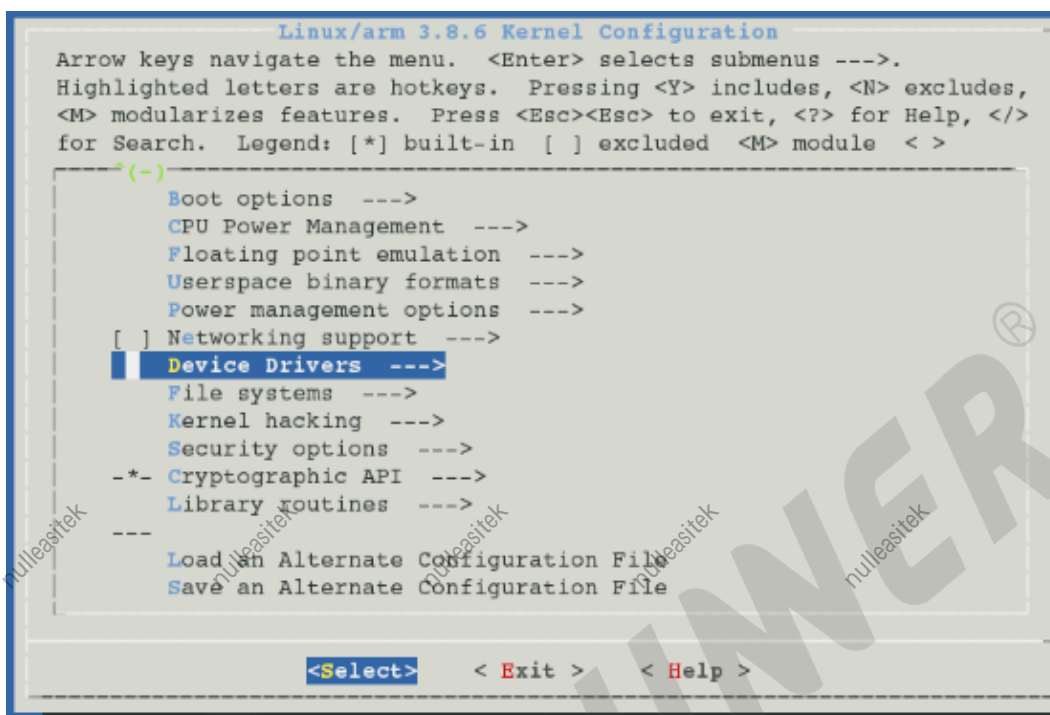 Linux/arm 3.8.6 Kernel Configuration
Arrow keys navigate the menu.  <Enter> selects submenus --->.
Highlighted letters are hotkeys.  Pressing <Y> includes, <N> excludes,
<M> modularizes features.  Press <Esc><Esc> to exit, <?> for Help, </>
for Search.  Legend: [*] built-in  [ ] excluded  <M> module  < >
^(-)
Boot options  --->
CPU Power Management  --->
Floating point emulation  --->
Userspace binary formats  --->
Power management options  --->
[ ] Networking support  --->
Device Drivers  --->
File systems  --->
Kernel hacking  --->
Security options  --->
-*- Cryptographic API  --->
Library routines  --->
---
Load an Alternate Configuration File
Save an Alternate Configuration File
<Select>    < Exit >    < Help >
nulleasitek nulleasitek nulleasitek nulleasitek nulleasitek
NNER®